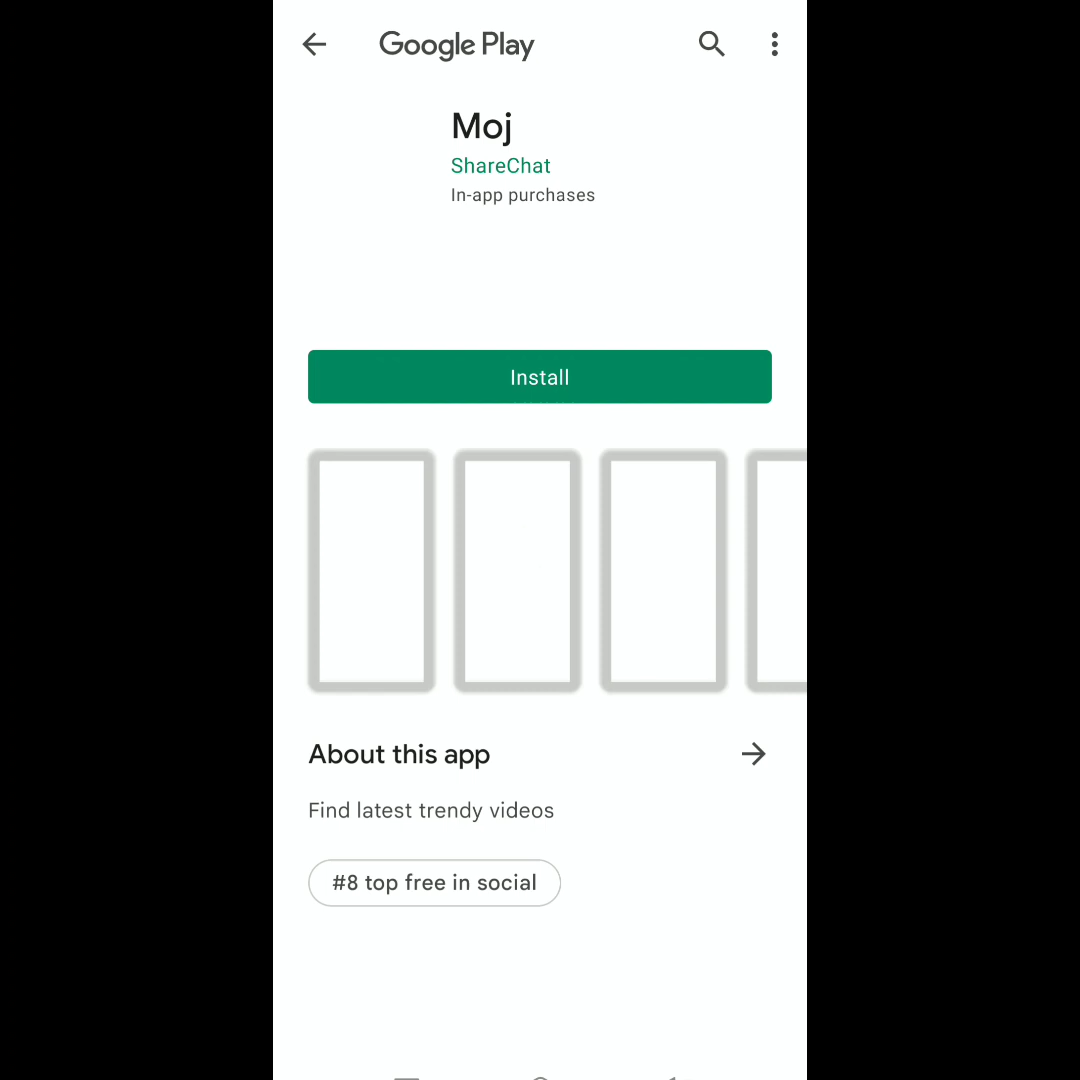 Google Play
Moj
ShareChat
In-app purchases
Install
About this app
Find latest trendy videos
#8 top free in social